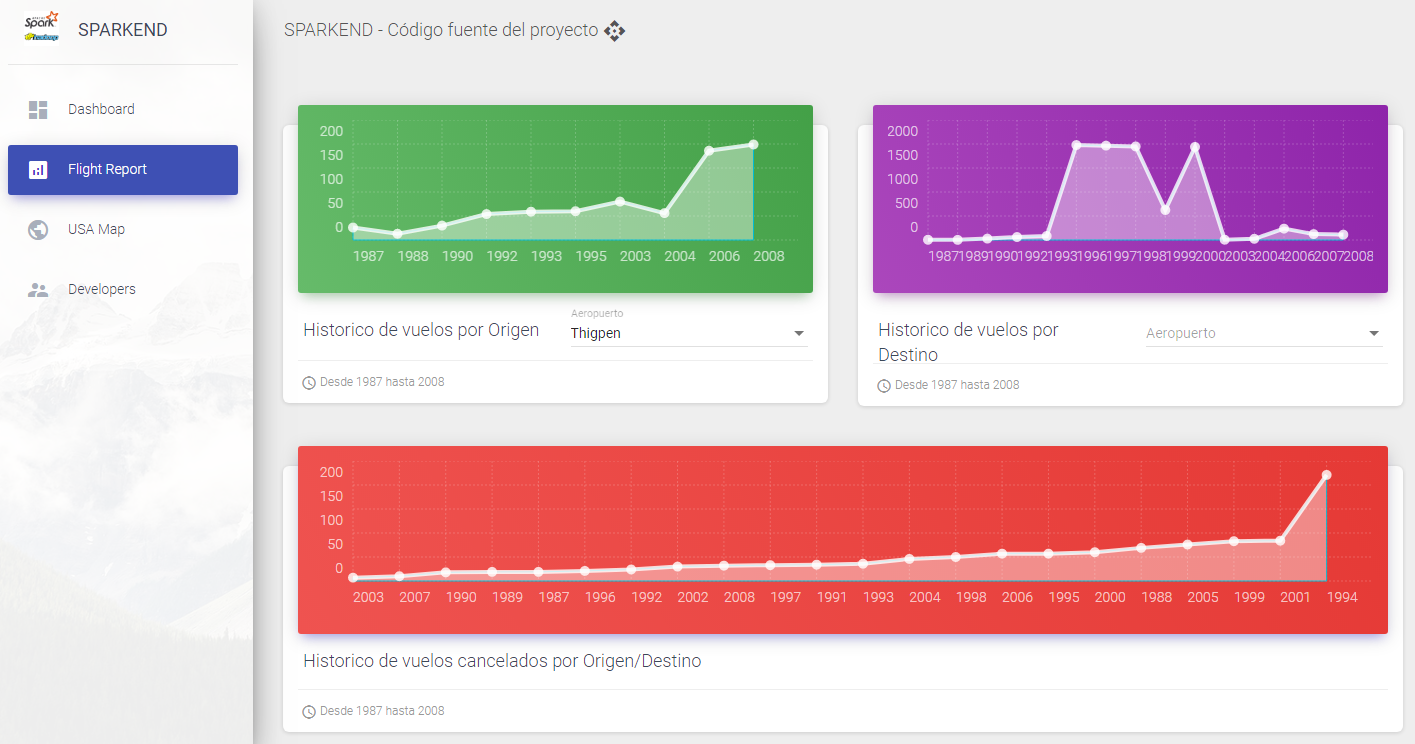 Spark
SPARKEND
Dashboard
Flight Report
USA Map
Developers
SPARKEND - Código fuente del proyecto
200
150
100
50
0
1987 1988 1990 1992 1993 1995 2003 2004 2006 2008
Historico de vuelos por Origen
Aeropuerto
Thigpen
Desde 1987 hasta 2008
2000
1500
1000
500
0
1987 1989 1990 1992 1993 1996 1997 1998 1999 2000 2003 2004 2006 2007 2008
Historico de vuelos por
Destino
Aeropuerto
Desde 1987 hasta 2008
200
150
100
50
0
2003 2007 1990 1989 1987 1996 1992 2002 2008 1997 1991 1993 2004 1998 2006 1995 2000 1988 2005 1999 2001 1994
Historico de vuelos cancelados por Origen/Destino
Desde 1987 hasta 2008